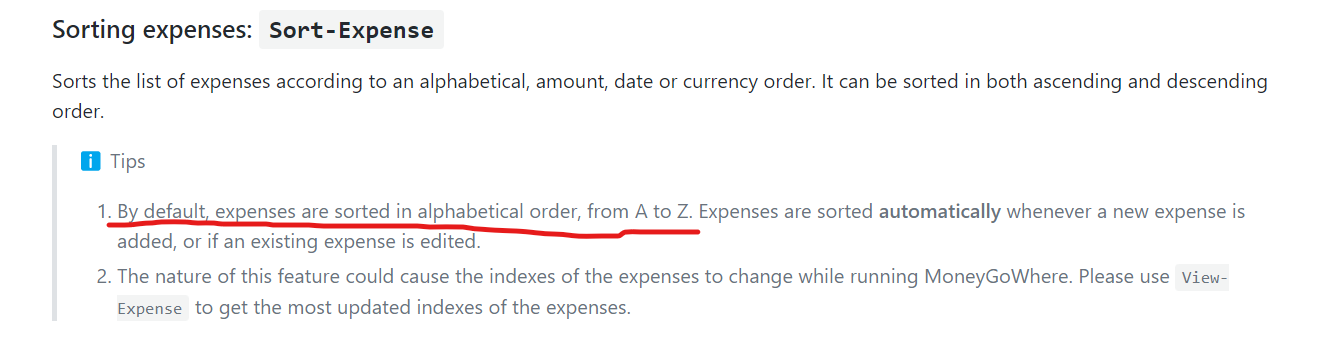 Sorting expenses: Sort-Expense
Sorts the list of expenses according to an alphabetical, amount, date or currency order. It can be sorted in both ascending and descending
order.
i Tips
1. By default, expenses are sorted in alphabetical order, from A to Z. Expenses are sorted automatically whenever a new expense is
added, or if an existing expense is edited.
2. The nature of this feature could cause the indexes of the expenses to change while running MoneyGoWhere. Please use View-
Expense to get the most updated indexes of the expenses.